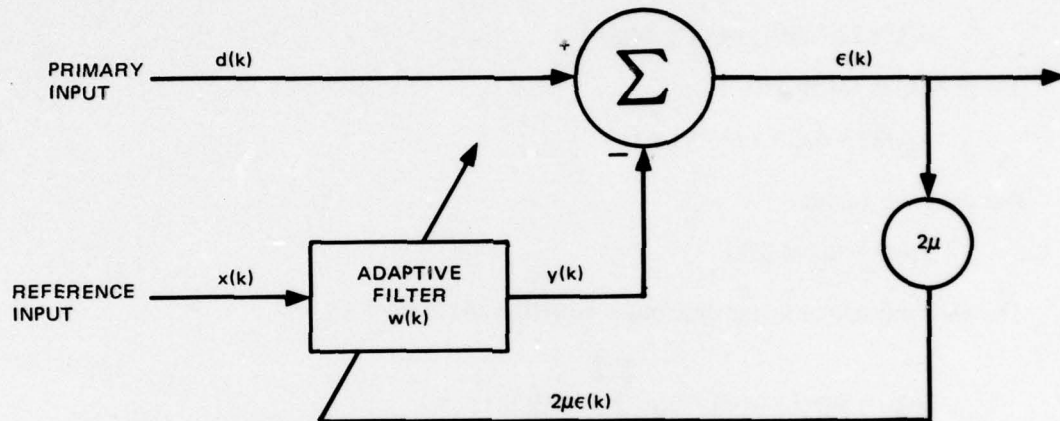 PRIMARY
INPUT
d(k)
+
Σ
−
ϵ(k)
2μ
REFERENCE
INPUT
x(k)
ADAPTIVE
FILTER
w(k)
y(k)
2μϵ(k)